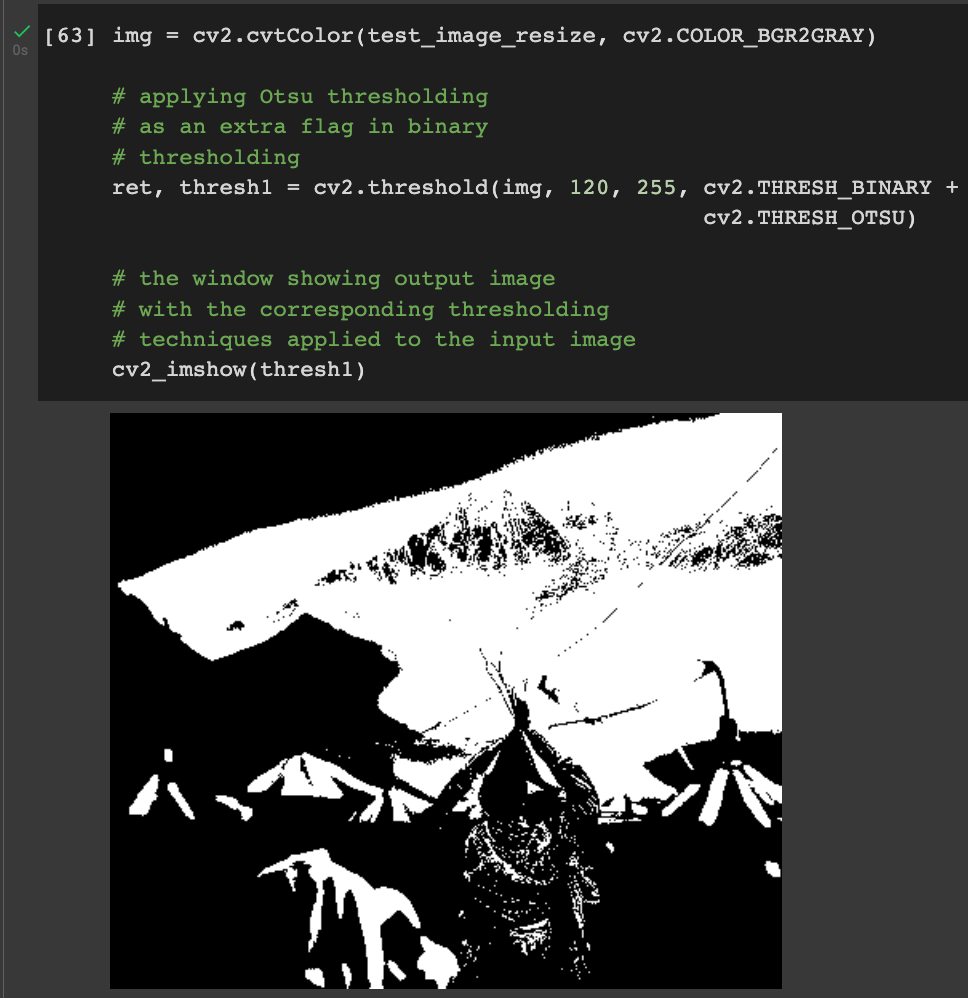 [63] img = cv2.cvtColor(test_image_resize, cv2.COLOR_BGR2GRAY)
0s
# applying Otsu thresholding
# as an extra flag in binary
# thresholding
ret, thresh1 = cv2.threshold(img, 120, 255, cv2.THRESH_BINARY +
cv2.THRESH_OTSU)
# the window showing output image
# with the corresponding thresholding
# techniques applied to the input image
cv2_imshow(thresh1)